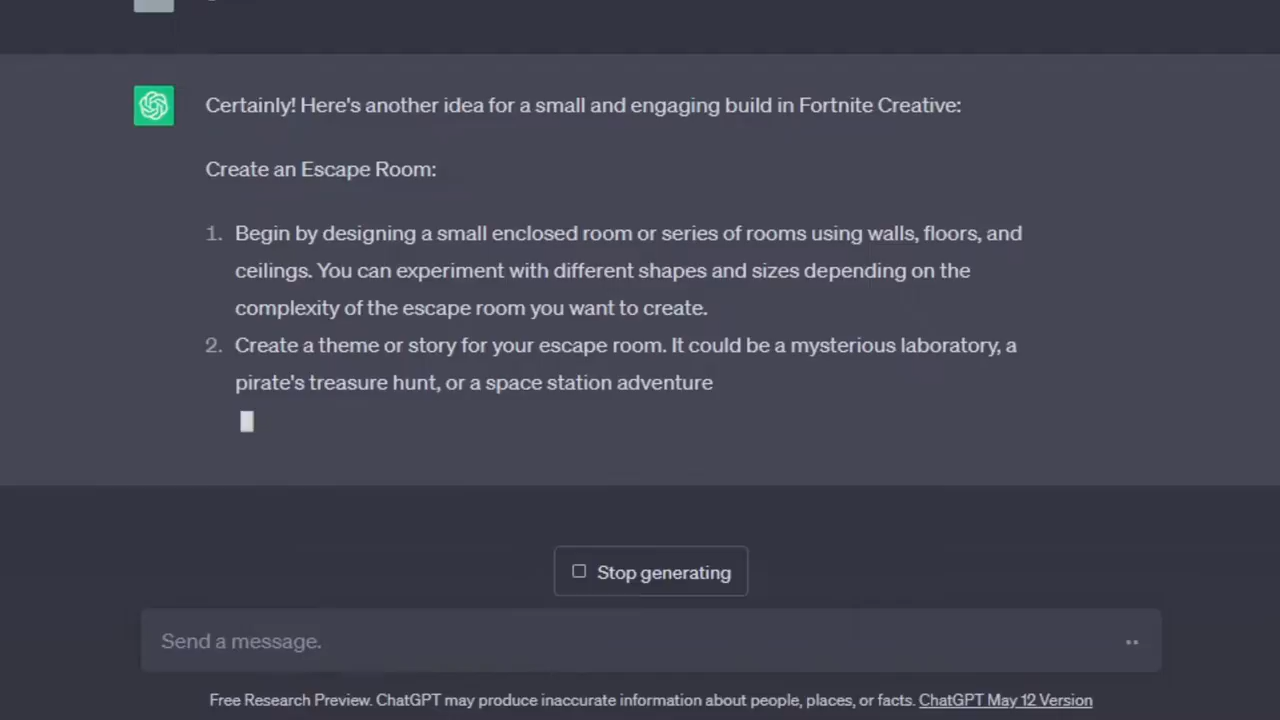 Certainly! Here's another idea for a small and engaging build in Fortnite Creative:
Create an Escape Room:
1. Begin by designing a small enclosed room or series of rooms using walls, floors, and
ceilings. You can experiment with different shapes and sizes depending on the
complexity of the escape room you want to create.
2. Create a theme or story for your escape room. It could be a mysterious laboratory, a
pirate's treasure hunt, or a space station adventure
Stop generating
Send a message.
Free Research Preview. ChatGPT may produce inaccurate information about people, places, or facts. ChatGPT May 12 Version